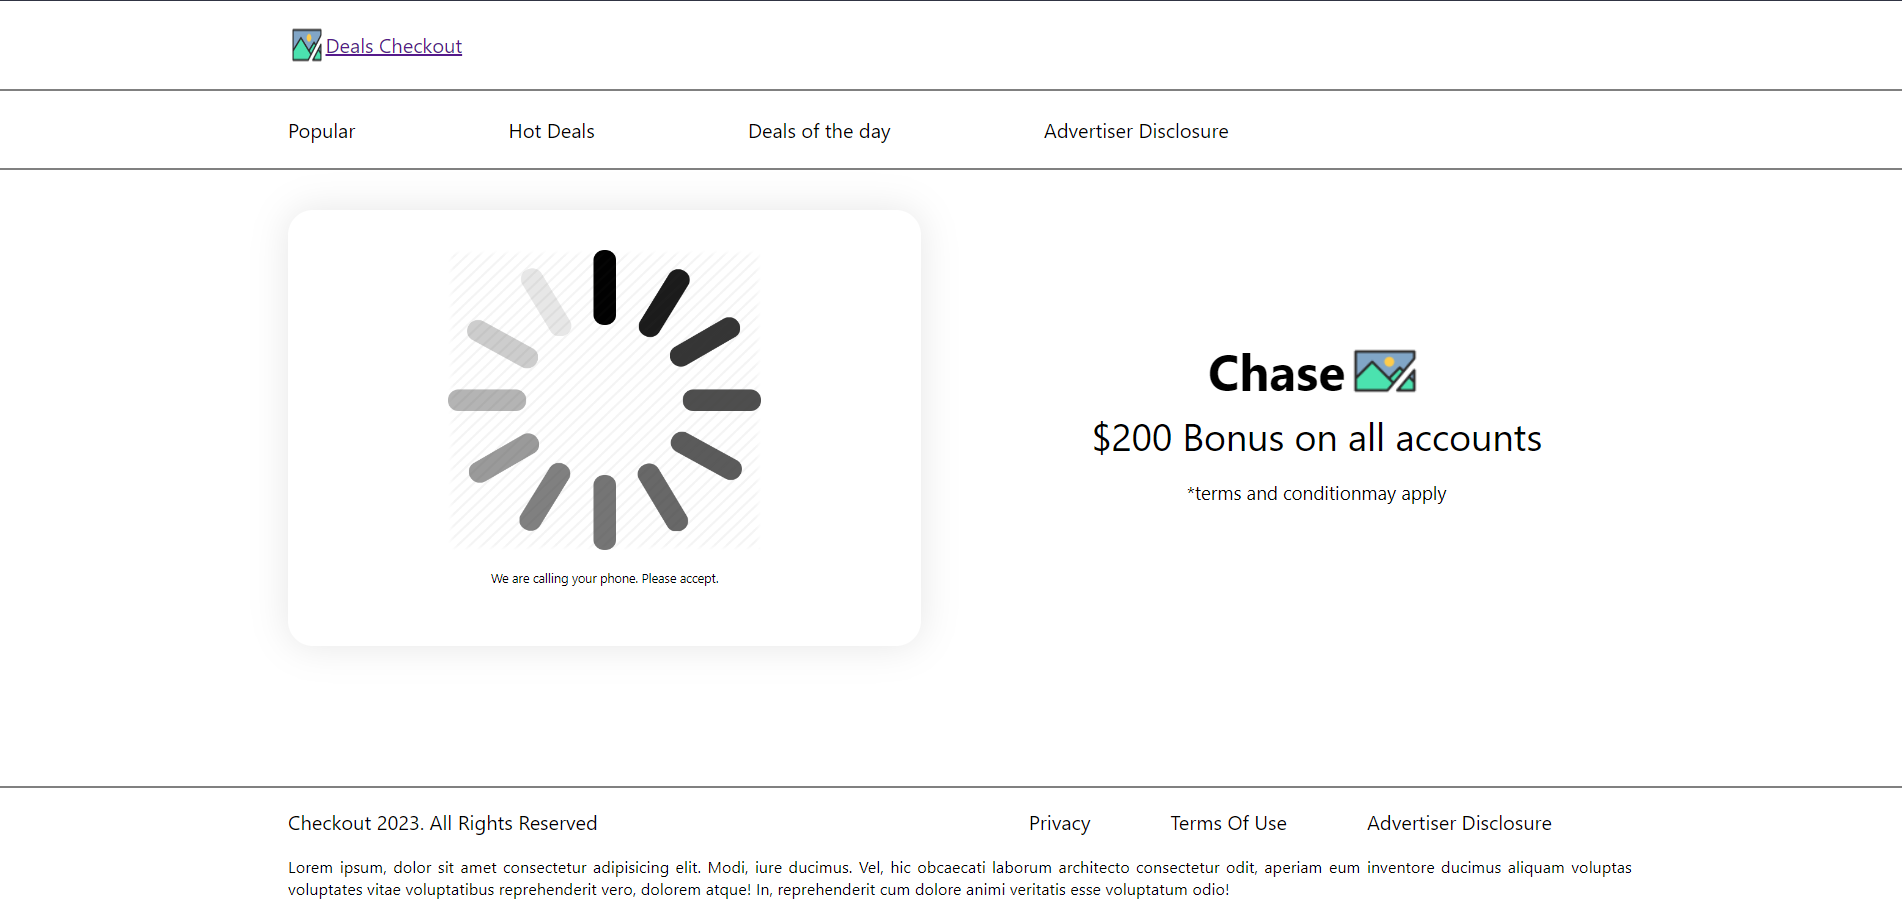 Deals Checkout
Popular Hot Deals Deals of the day Advertiser Disclosure
We are calling your phone. Please accept.
Chase
$200 Bonus on all accounts
*terms and conditionmay apply
Checkout 2023. All Rights Reserved Privacy Terms Of Use Advertiser Disclosure
Lorem ipsum, dolor sit amet consectetur adipisicing elit. Modi, iure ducimus. Vel, hic obcaecati laborum architecto consectetur odit, aperiam eum inventore ducimus aliquam voluptas
voluptates vitae voluptatibus reprehenderit vero, dolorem atque! In, reprehenderit cum dolore animi veritatis esse voluptatum odio!